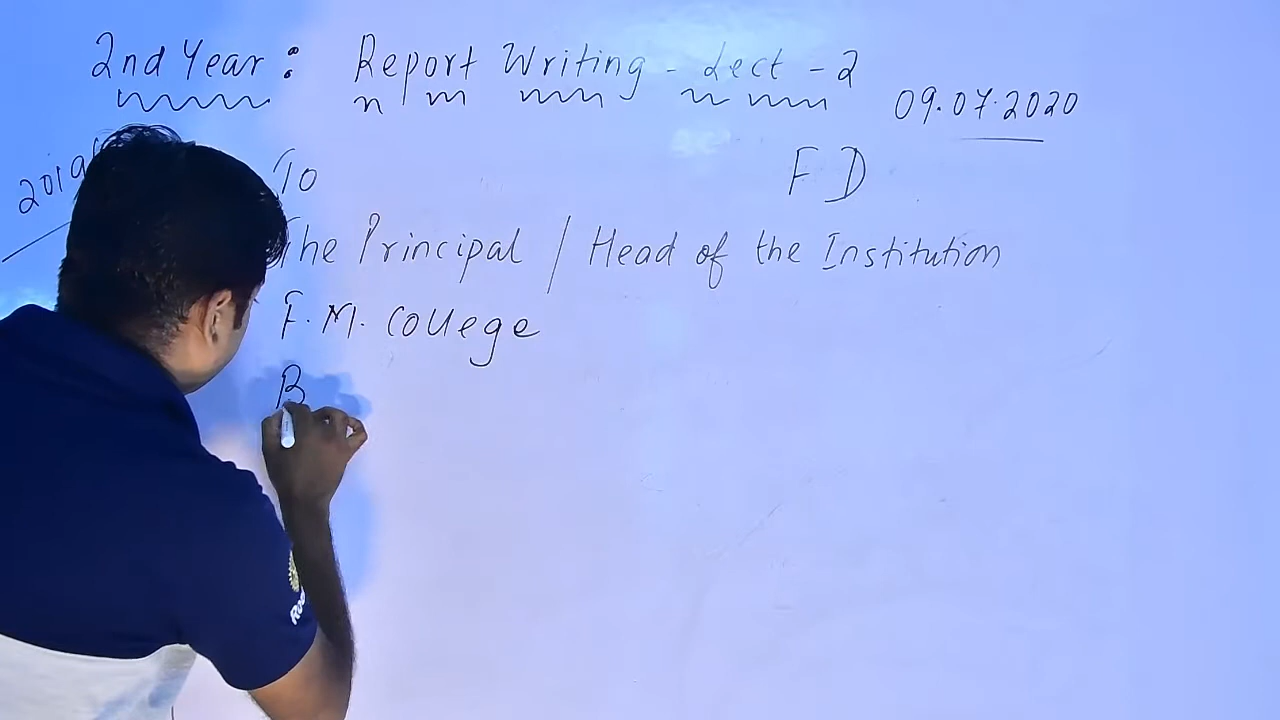 2nd Year : Report Writing - Lect - 2
09.07.2020
2019
To
F D
The Principal / Head of the Institution
F. M. College
B